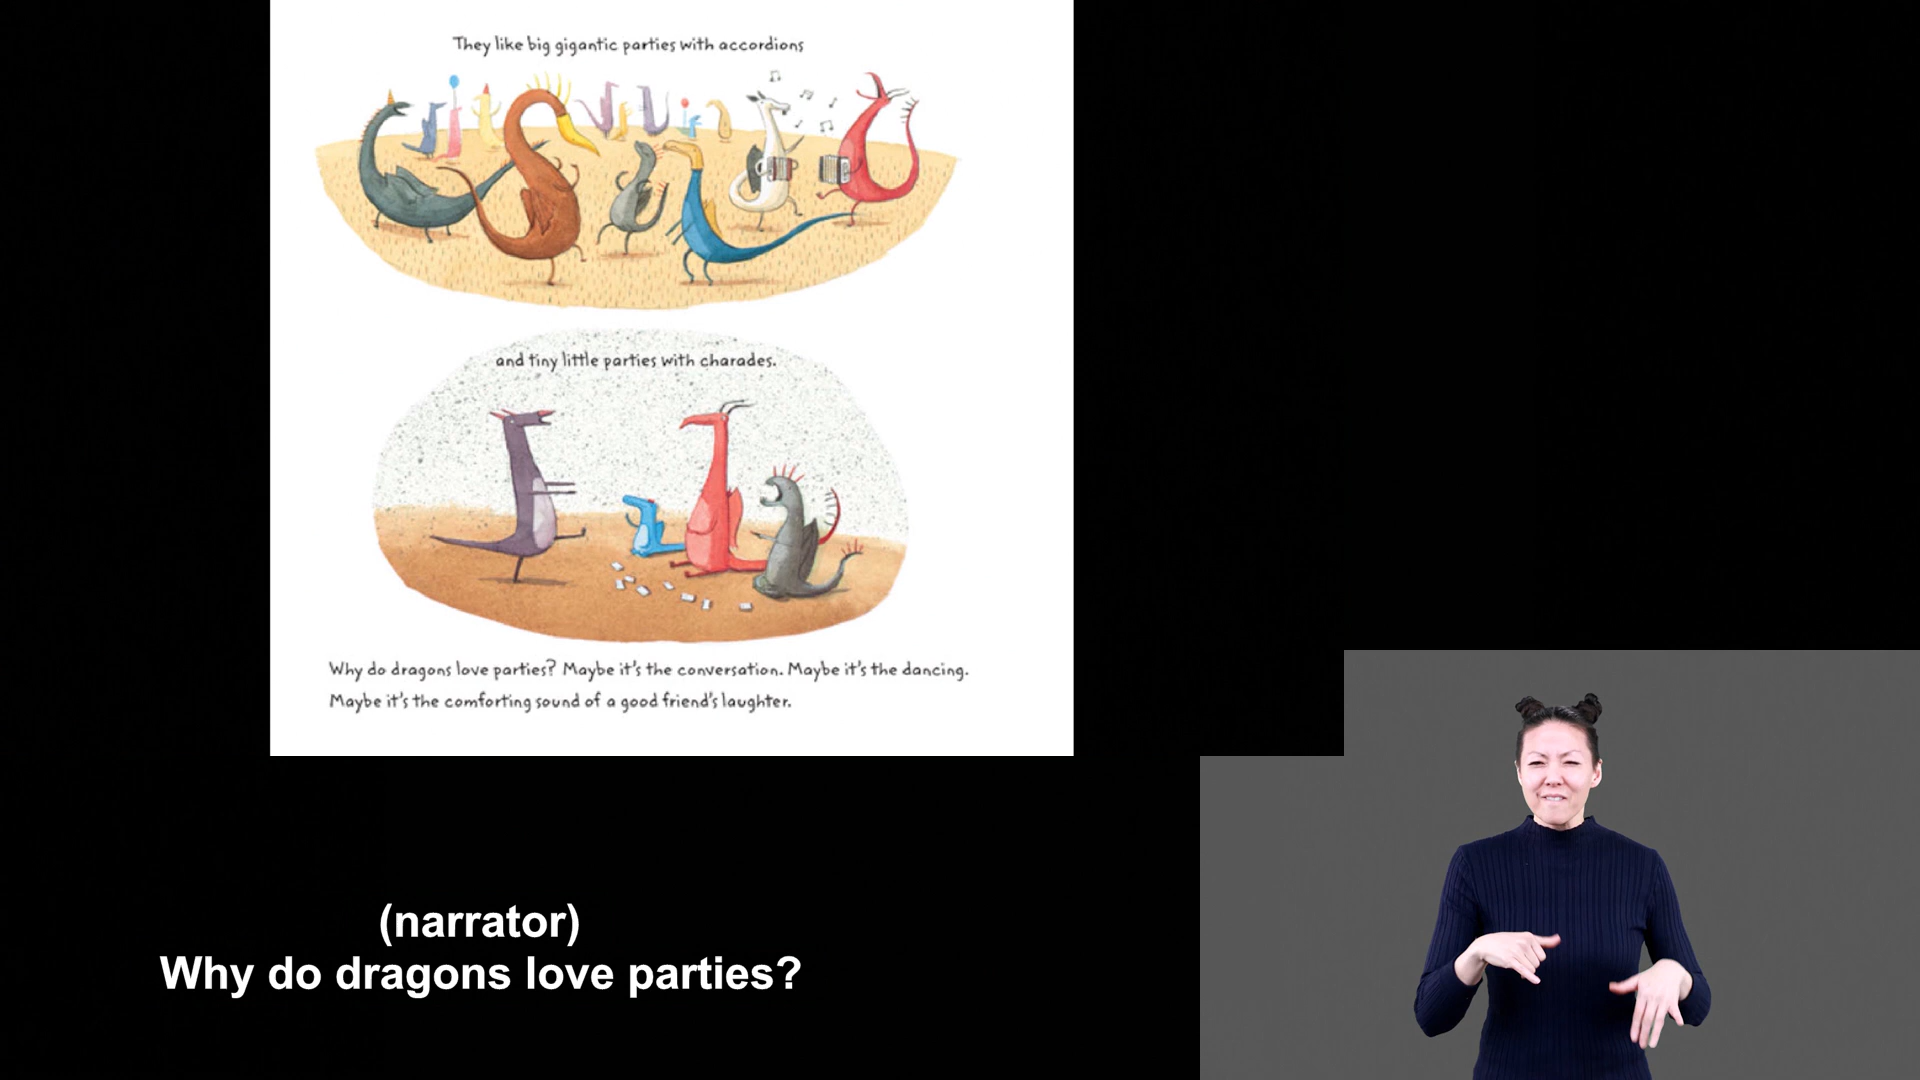 They like big gigantic parties with accordions
and tiny little parties with charades.
Why do dragons love parties? Maybe it's the conversation. Maybe it's the dancing.
Maybe it's the comforting sound of a good friend's laughter.
(narrator)
Why do dragons love parties?